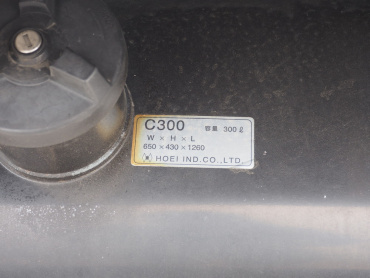 C300 容量 300ℓ
W × H × L
650×430×1260
HOEI IND.CO.,LTD.